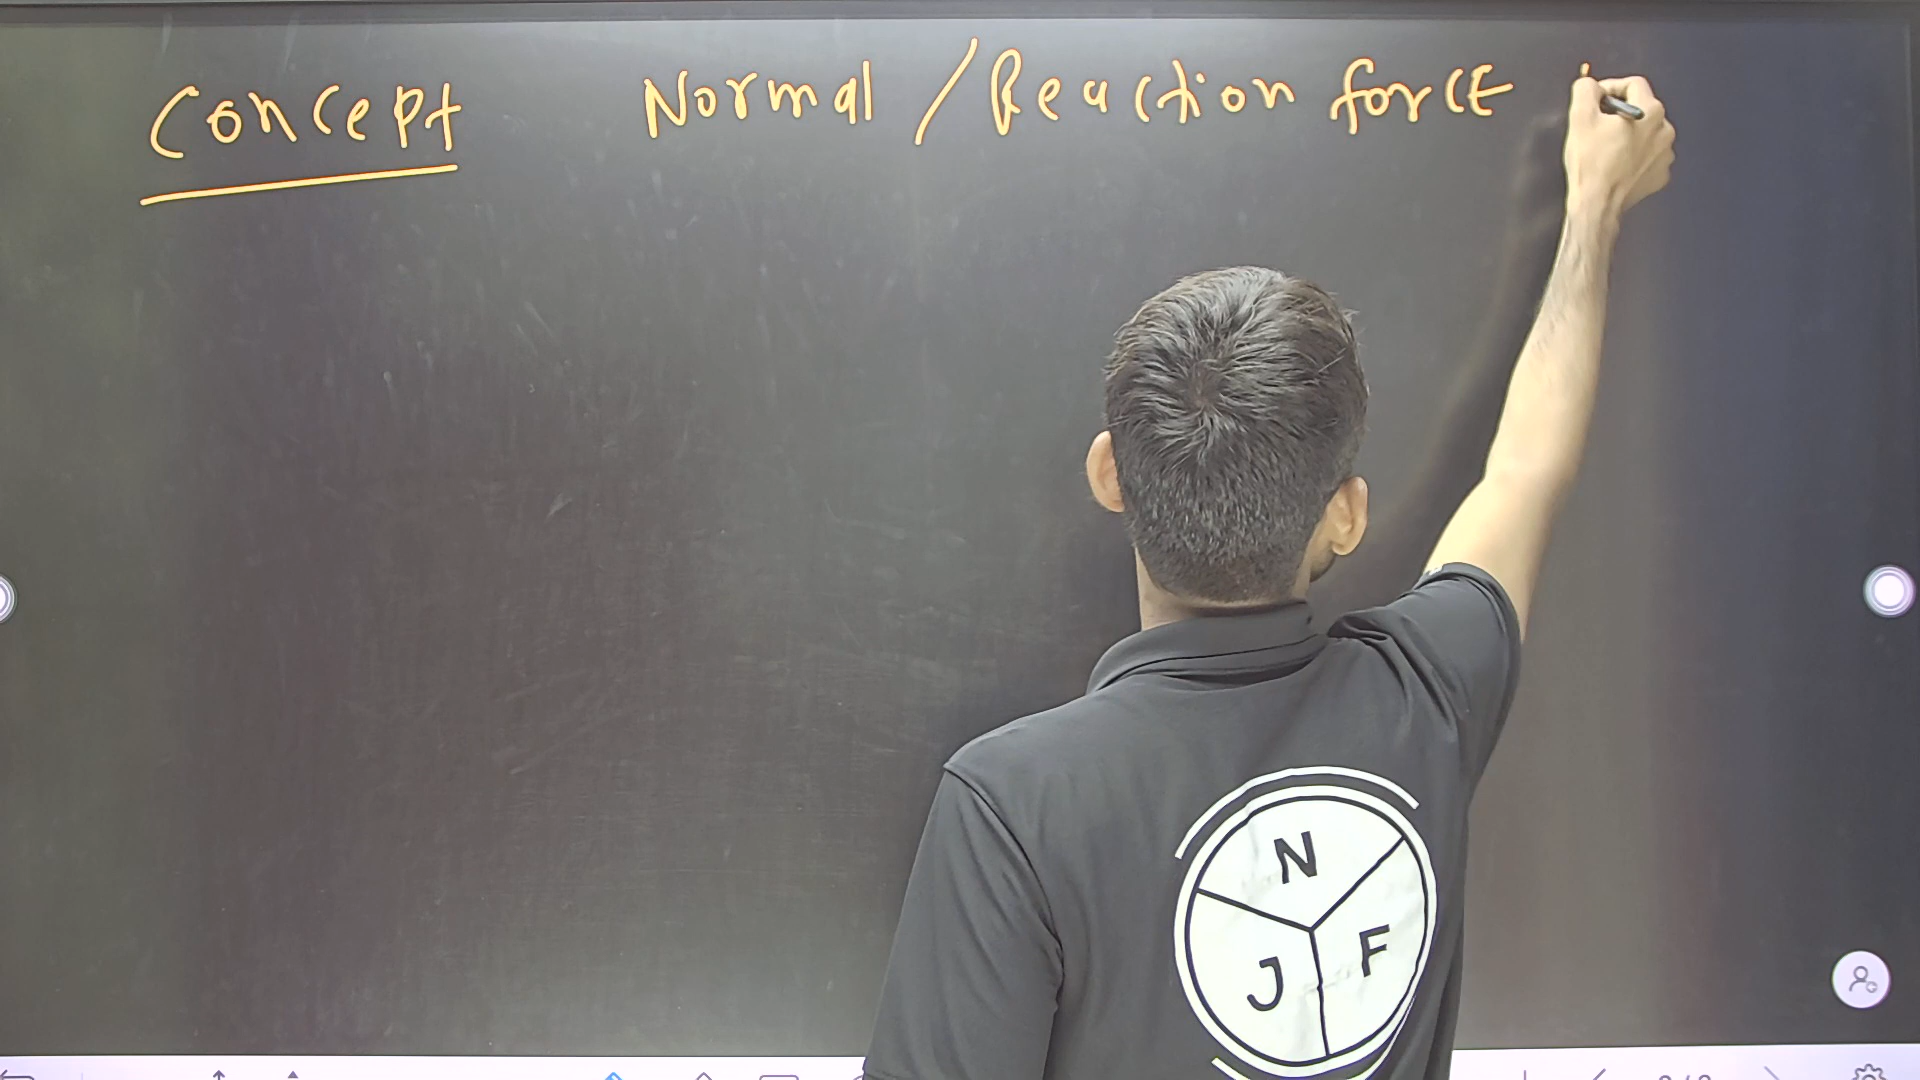 Concept Normal / Reaction force
N
J F